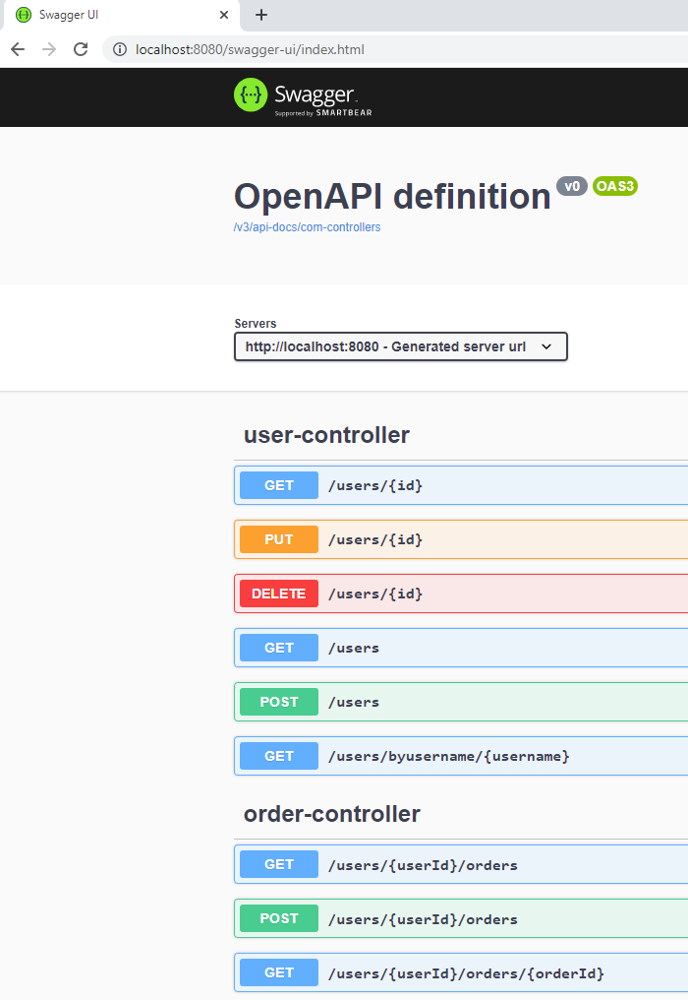 Swagger UI
localhost:8080/swagger-ui/index.html
{···} Swagger.
Supported by SMARTBEAR
OpenAPI definition v0 OAS3
/v3/api-docs/com-controllers
Servers
http://localhost:8080 - Generated server url
user-controller
GET /users/{id}
PUT /users/{id}
DELETE /users/{id}
GET /users
POST /users
GET /users/byusername/{username}
order-controller
GET /users/{userId}/orders
POST /users/{userId}/orders
GET /users/{userId}/orders/{orderId}